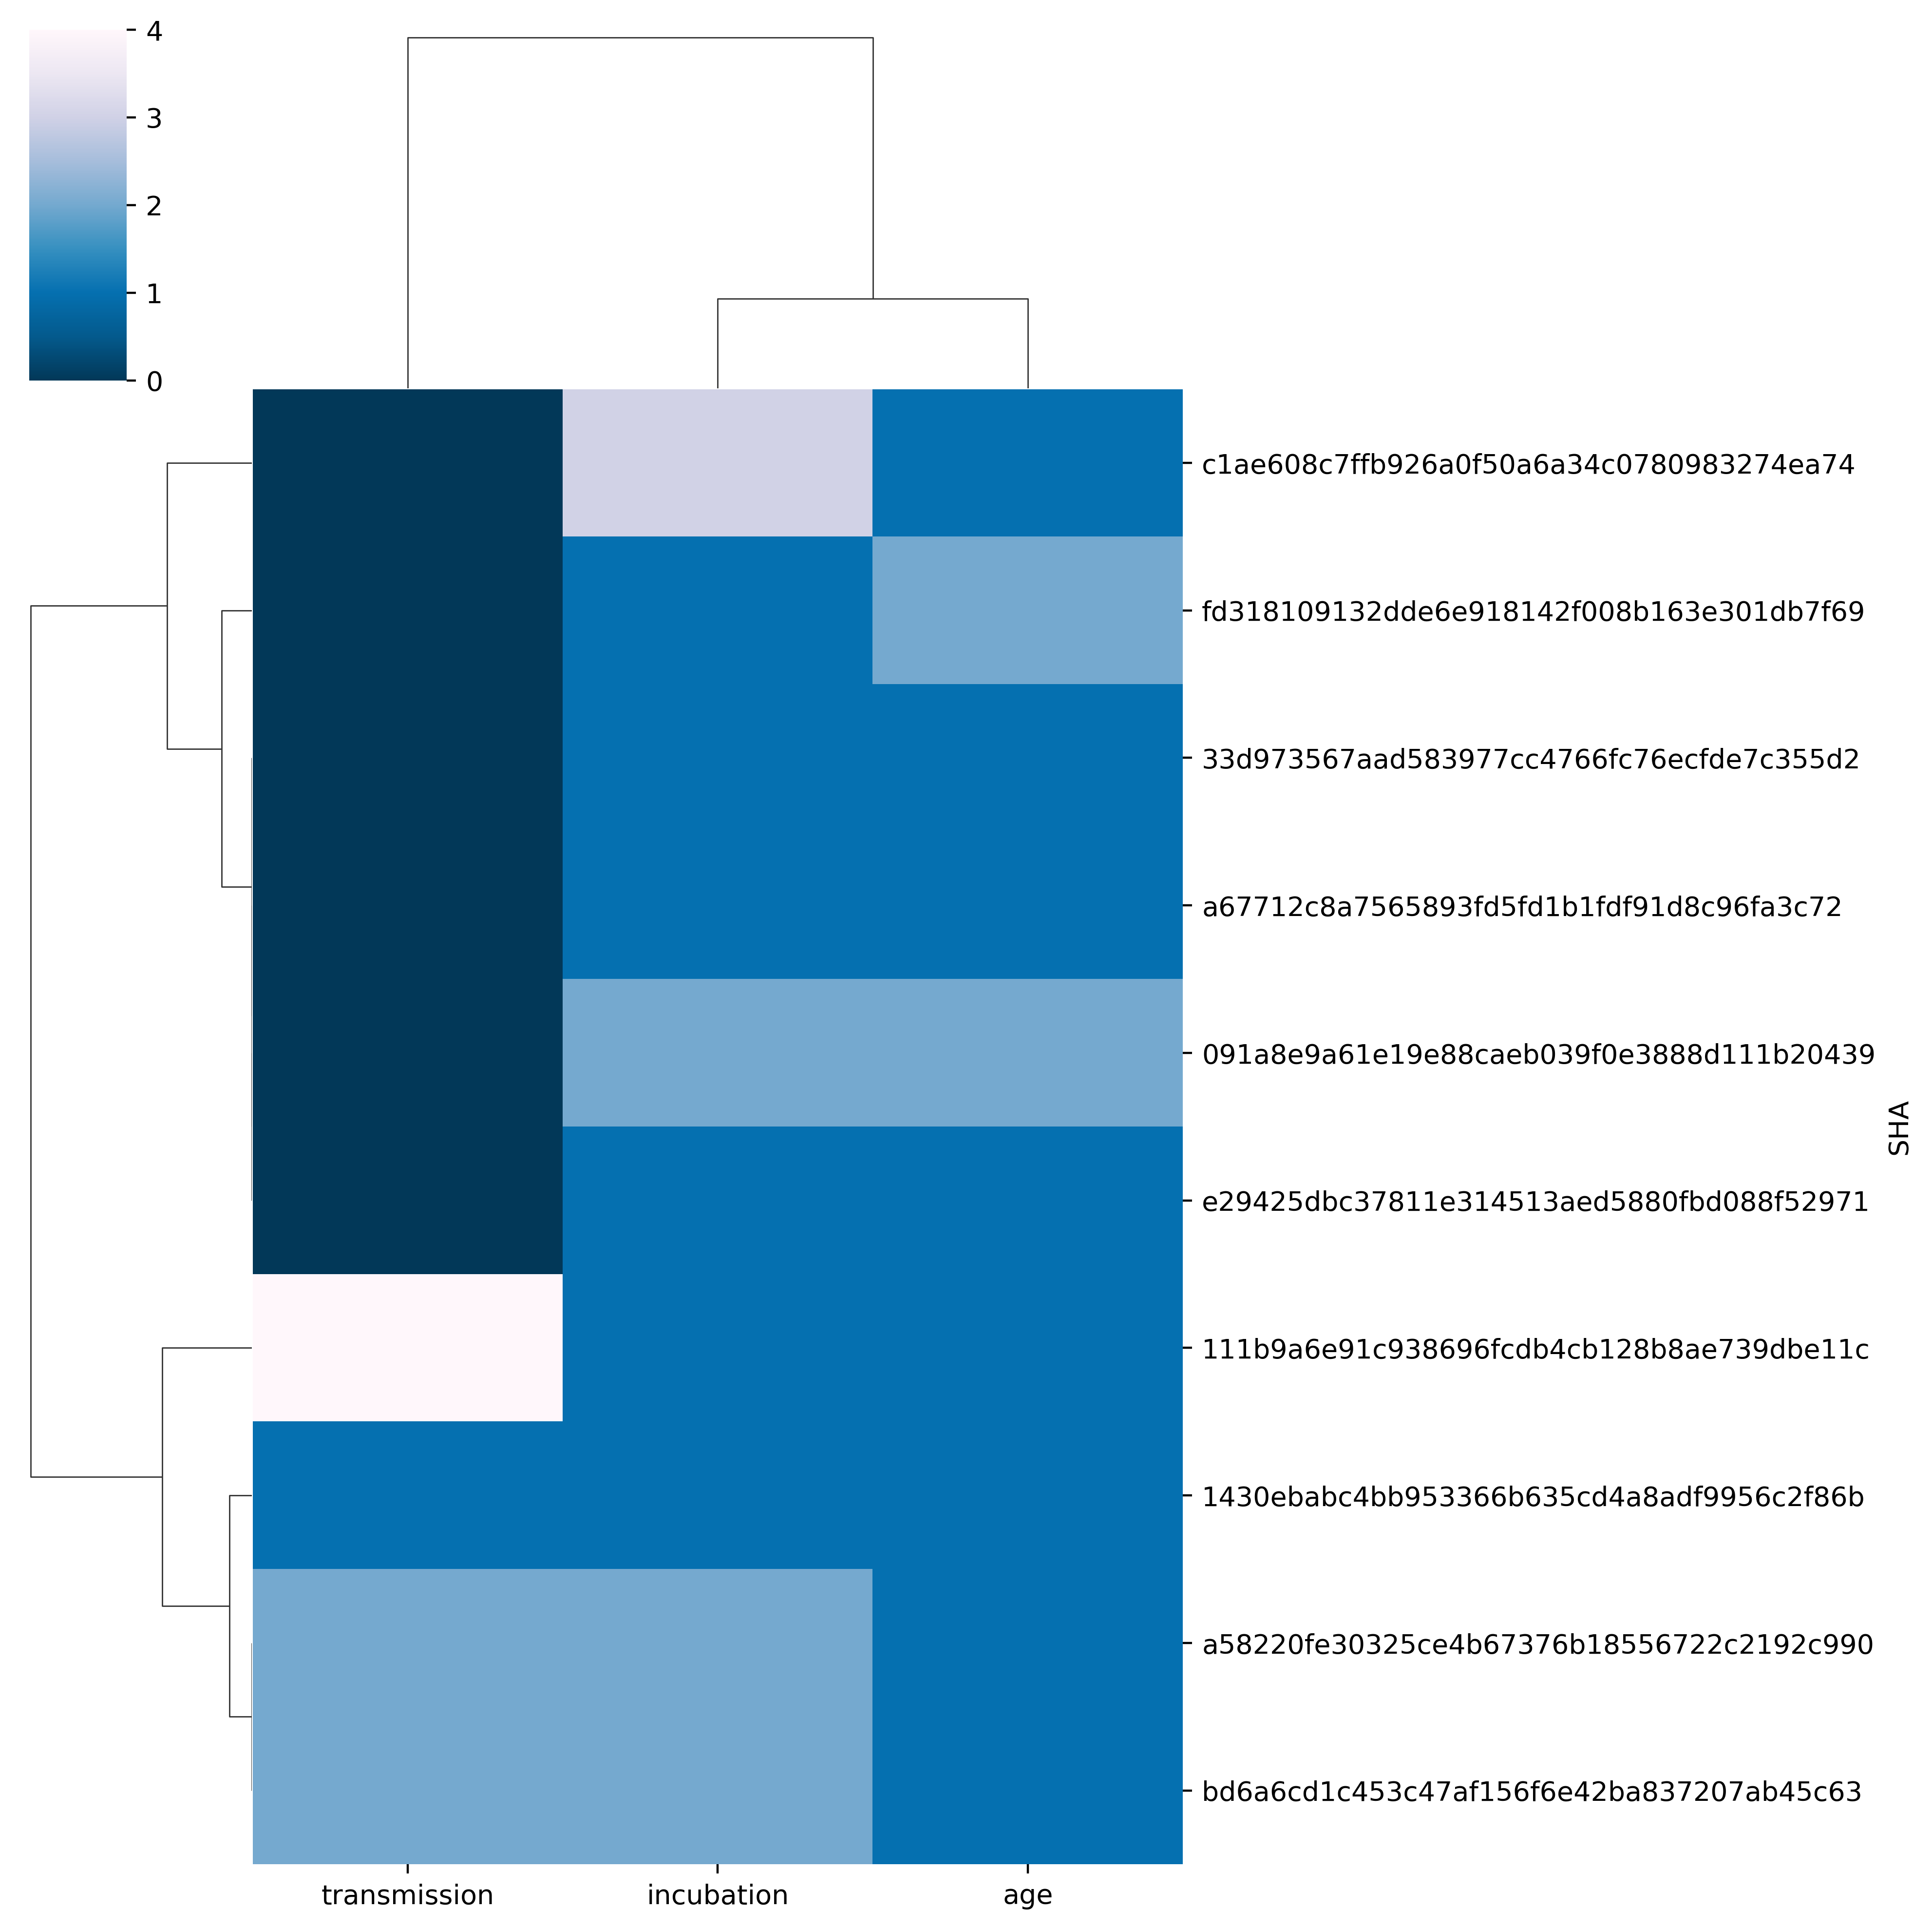 4
3
2
1
0
c1ae608c7ffb926a0f50a6a34c0780983274ea74
fd318109132dde6e918142f008b163e301db7f69
33d973567aad583977cc4766fc76ecfde7c355d2
a67712c8a7565893fd5fd1b1fdf91d8c96fa3c72
091a8e9a61e19e88caeb039f0e3888d111b20439
SHA
e29425dbc37811e314513aed5880fbd088f52971
111b9a6e91c938696fcdb4cb128b8ae739dbe11c
1430ebabc4bb953366b635cd4a8adf9956c2f86b
a58220fe30325ce4b67376b18556722c2192c990
bd6a6cd1c453c47af156f6e42ba837207ab45c63
transmission
incubation
age